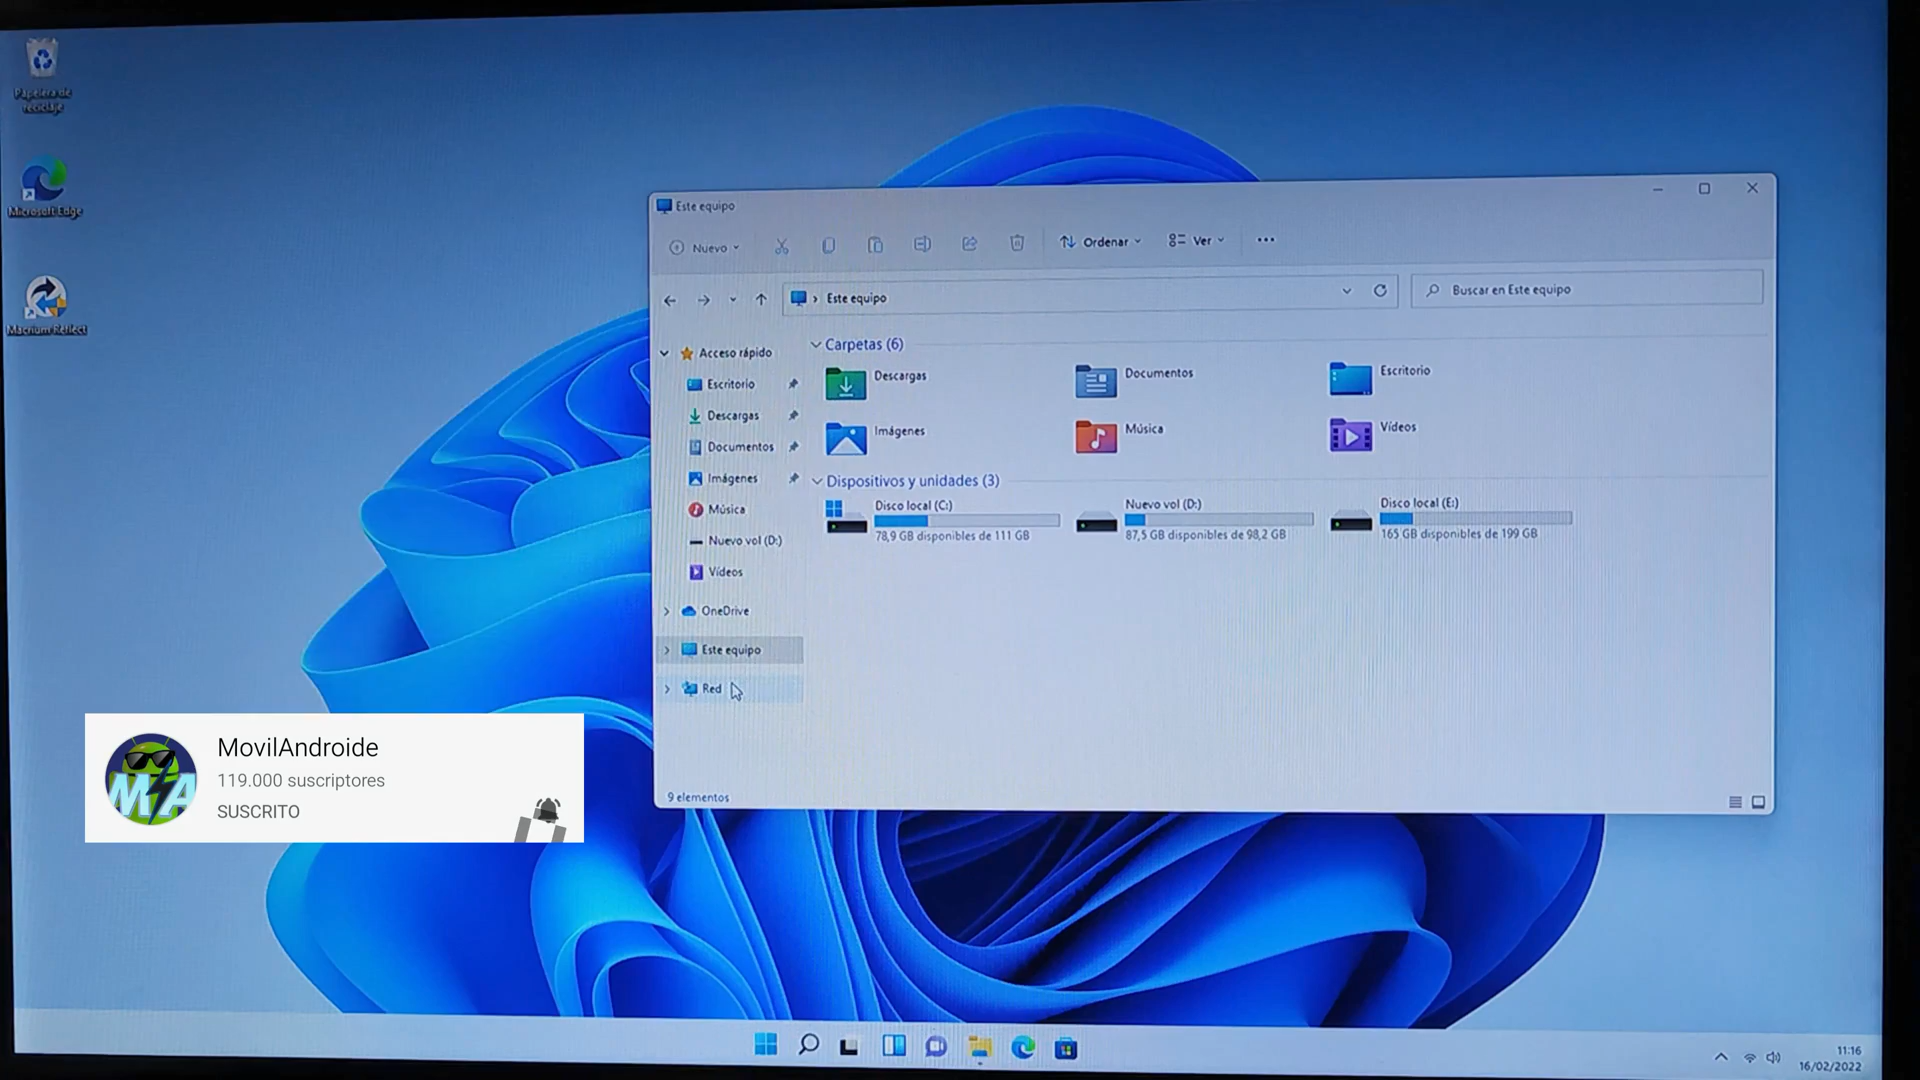 Papelera de
reciclaje
Microsoft Edge
Macrium Reflect
Este equipo
Nuevo
Ordenar
Ver
Este equipo
Buscar en Este equipo
Acceso rápido
Escritorio
Descargas
Documentos
Imágenes
Música
Nuevo vol (D:)
Vídeos
OneDrive
Este equipo
Red
Carpetas (6)
Descargas
Documentos
Escritorio
Imágenes
Música
Vídeos
Dispositivos y unidades (3)
Disco local (C:)
78,9 GB disponibles de 111 GB
Nuevo vol (D:)
87,5 GB disponibles de 98,2 GB
Disco local (E:)
165 GB disponibles de 199 GB
9 elementos
MA
MovilAndroide
119.000 suscriptores
SUSCRITO
11:16
16/02/2022